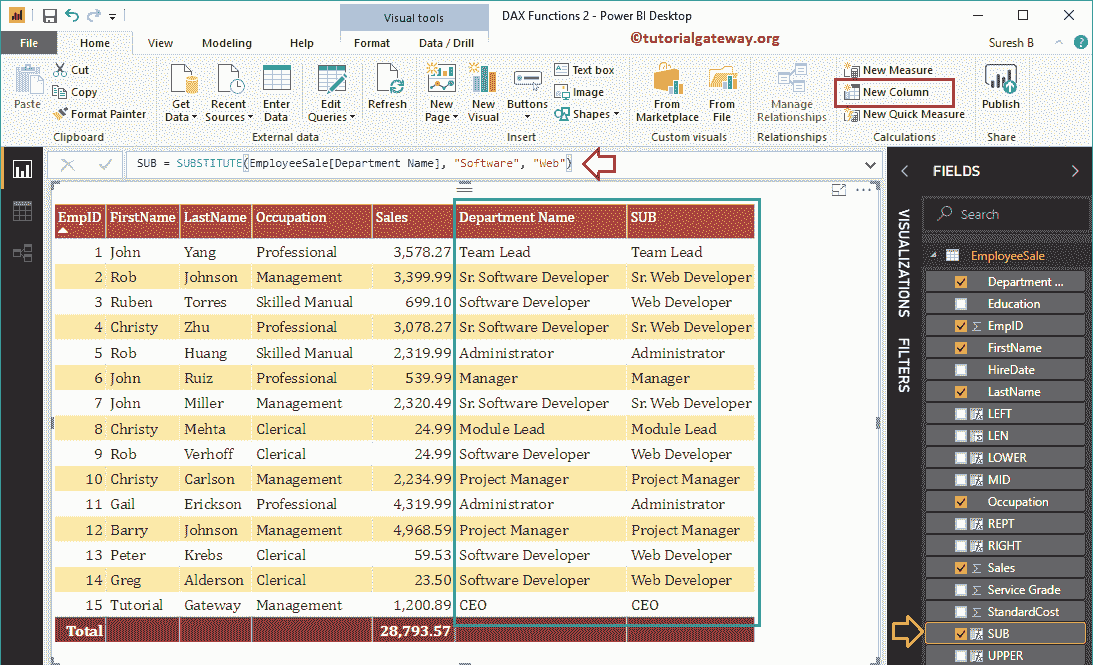 Visual tools
DAX Functions 2 - Power BI Desktop
File Home View Modeling Help Format Data / Drill
©tutorialgateway.org
Suresh B
Paste
Cut
Copy
Format Painter
Clipboard
Get Data
Recent Sources
Enter Data
Edit Queries
External data
Refresh
New Page
New Visual
Buttons
Text box
Image
Shapes
Insert
From Marketplace
From File
Custom visuals
Manage Relationships
Relationships
New Measure
New Column
New Quick Measure
Calculations
Publish
Share
SUB = SUBSTITUTE(EmployeeSale[Department Name], "Software", "Web")
EmpID FirstName LastName Occupation Sales Department Name SUB
1 John Yang Professional 3,578.27 Team Lead Team Lead
2 Rob Johnson Management 3,399.99 Sr. Software Developer Sr. Web Developer
3 Ruben Torres Skilled Manual 699.10 Software Developer Web Developer
4 Christy Zhu Professional 3,078.27 Sr. Software Developer Sr. Web Developer
5 Rob Huang Skilled Manual 2,319.99 Administrator Administrator
6 John Ruiz Professional 539.99 Manager Manager
7 John Miller Management 2,320.49 Sr. Software Developer Sr. Web Developer
8 Christy Mehta Clerical 24.99 Module Lead Module Lead
9 Rob Verhoff Clerical 24.99 Software Developer Web Developer
10 Christy Carlson Management 2,234.99 Project Manager Project Manager
11 Gail Erickson Professional 4,319.99 Administrator Administrator
12 Barry Johnson Management 4,968.59 Project Manager Project Manager
13 Peter Krebs Clerical 59.53 Software Developer Web Developer
14 Greg Alderson Clerical 23.50 Software Developer Web Developer
15 Tutorial Gateway Management 1,200.89 CEO CEO
Total 28,793.57
VISUALIZATIONS
FILTERS
FIELDS
Search
EmployeeSale
Department ...
Education
Σ EmpID
FirstName
HireDate
LastName
LEFT
LEN
LOWER
MID
Occupation
REPT
RIGHT
Σ Sales
Σ Service Grade
Σ StandardCost
SUB
UPPER